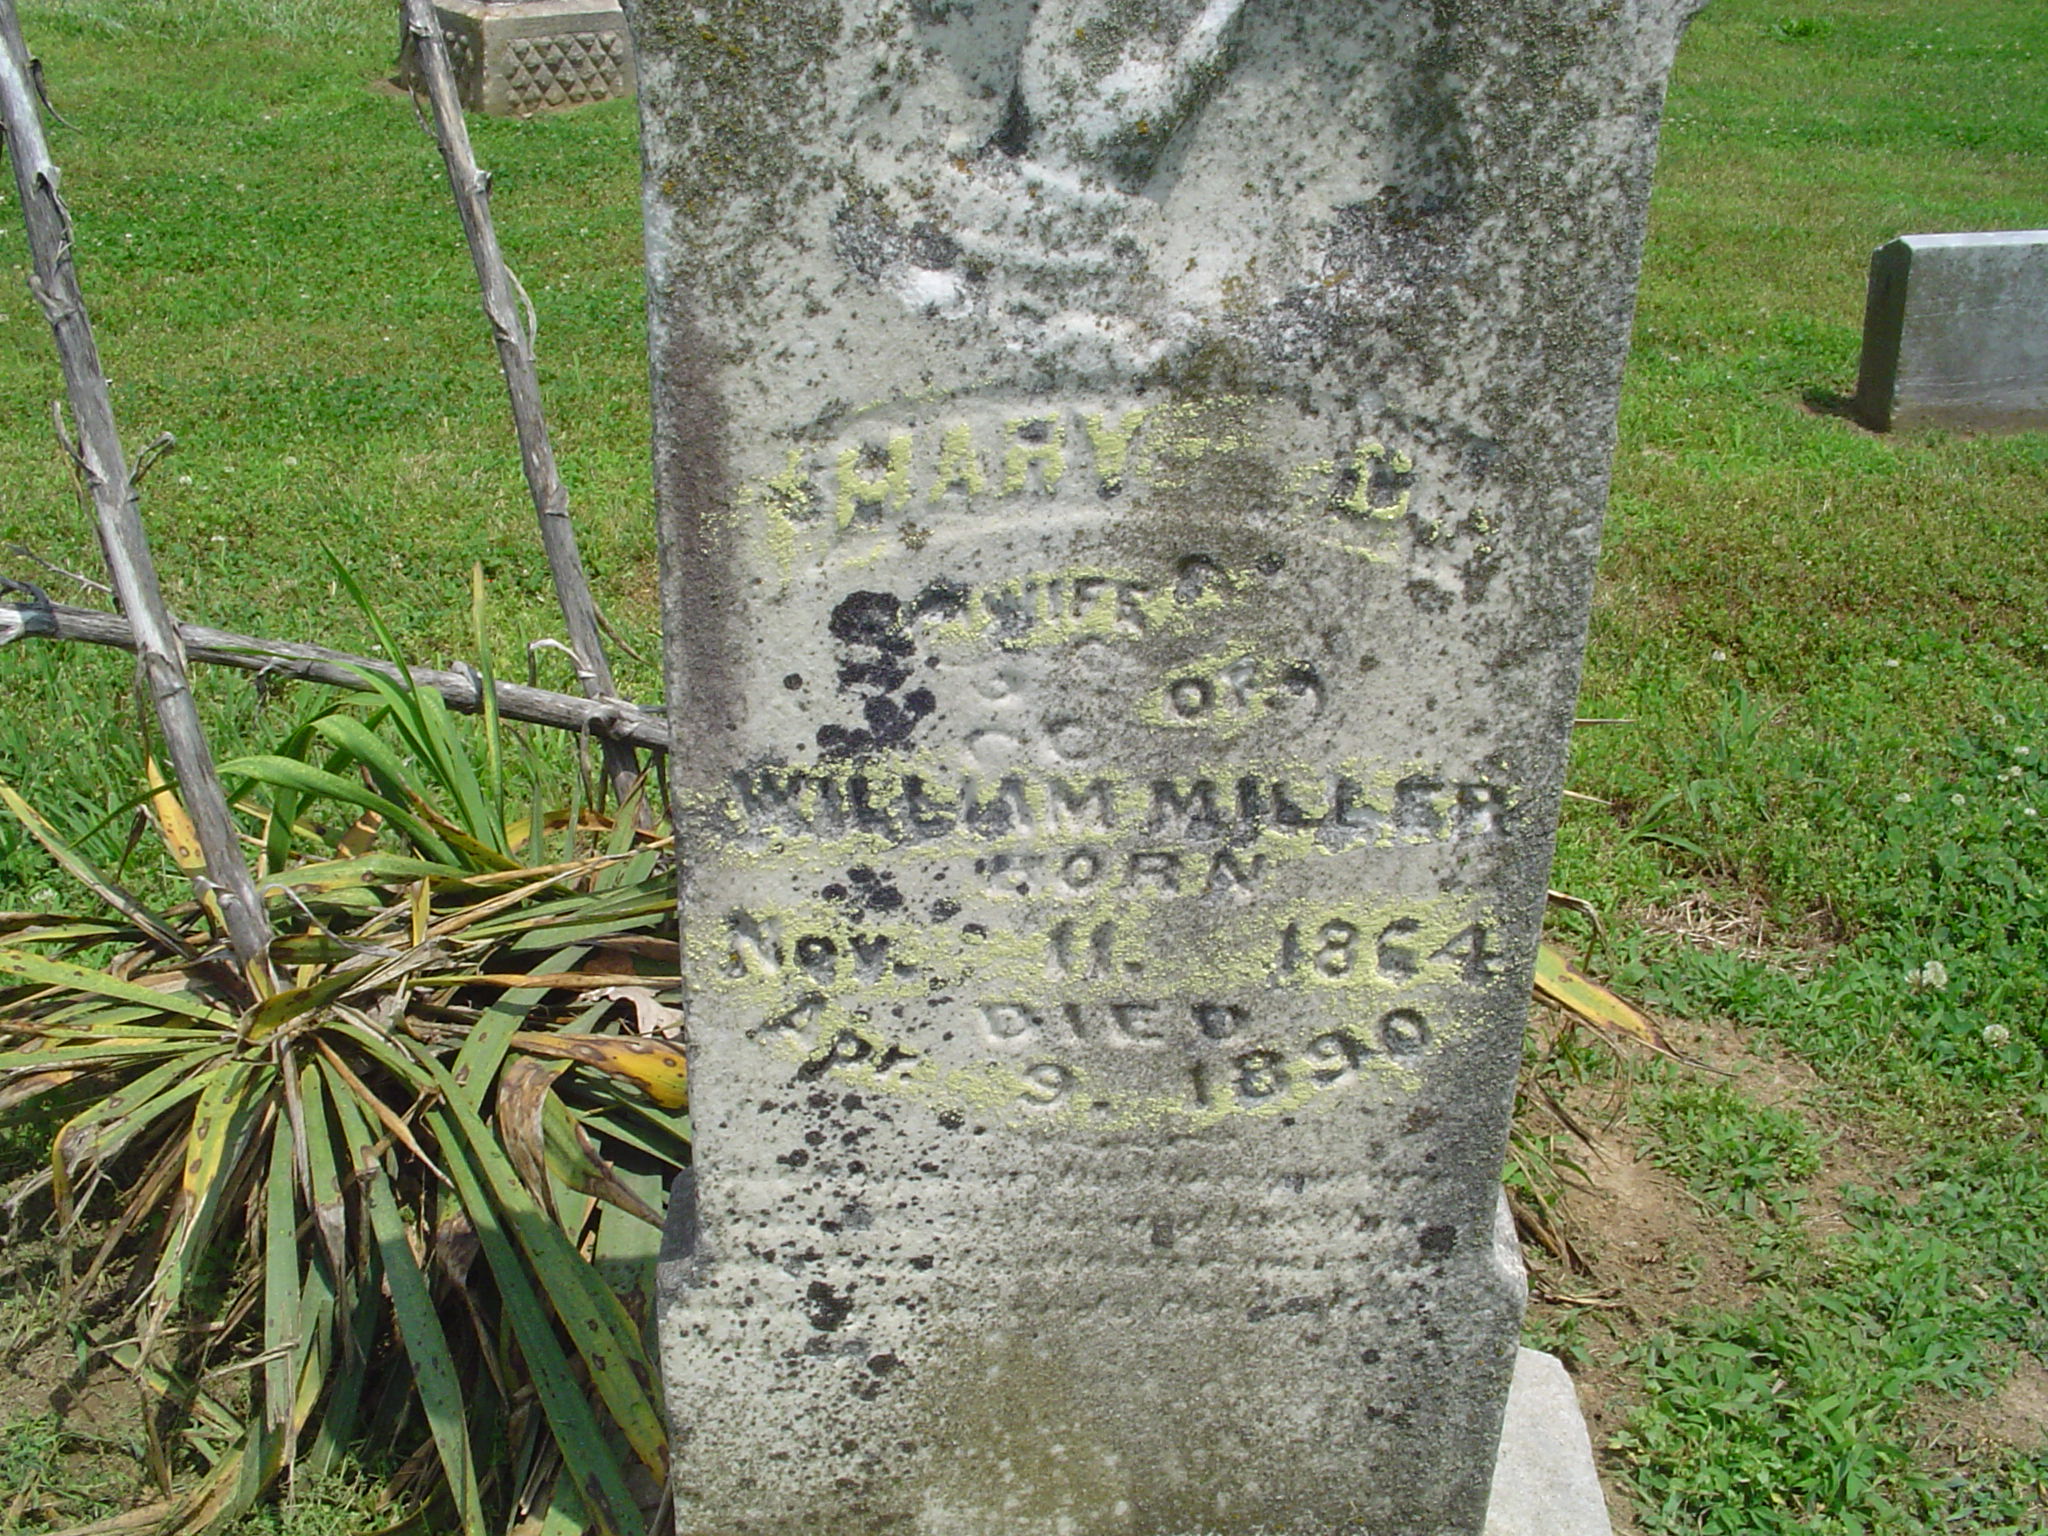 MARY C.
WIFE
OF
WILLIAM MILLER
BORN
Nov. 11. 1864
DIED
Apr. 9. 1890